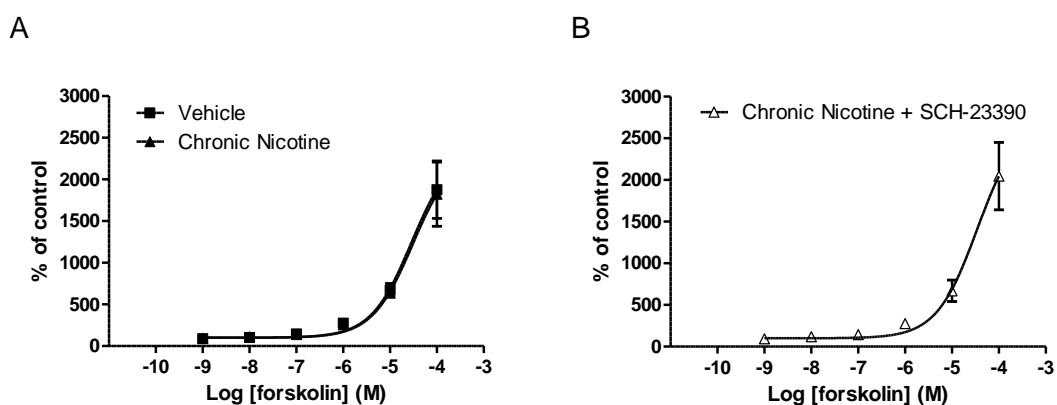 A
B
3000
2500
2000
1500
1000
500
0
% of control
Vehicle
Chronic Nicotine
-10 -9 -8 -7 -6 -5 -4 -3
Log [forskolin] (M)
3000
2500
2000
1500
1000
500
0
% of control
Chronic Nicotine + SCH-23390
-10 -9 -8 -7 -6 -5 -4 -3
Log [forskolin] (M)